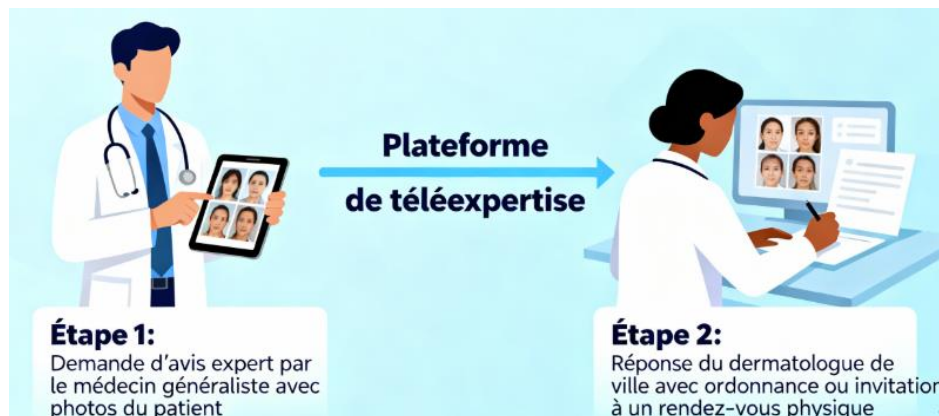 Plateforme
de téléexpertise
Étape 1:
Demande d'avis expert par
le médecin généraliste avec
photos du patient
Étape 2:
Réponse du dermatologue de
ville avec ordonnance ou invitation
à un rendez-vous physique